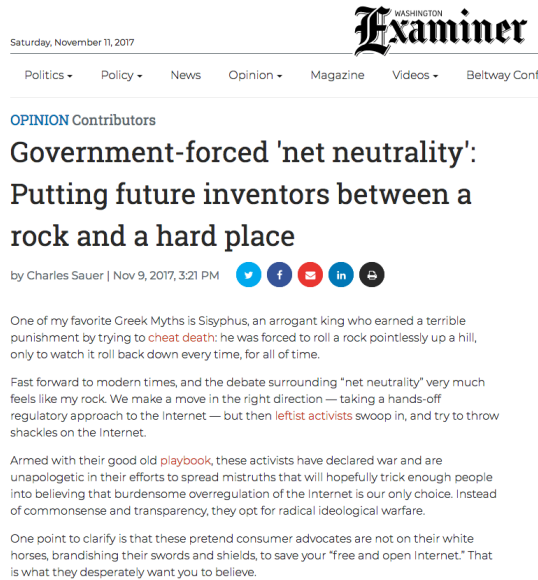 WASHINGTON
Examiner
Saturday, November 11, 2017
Politics Policy News Opinion Magazine Videos Beltway Conf
OPINION Contributors
Government-forced 'net neutrality':
Putting future inventors between a
rock and a hard place
by Charles Sauer | Nov 9, 2017, 3:21 PM
One of my favorite Greek Myths is Sisyphus, an arrogant king who earned a terrible
punishment by trying to cheat death: he was forced to roll a rock pointlessly up a hill,
only to watch it roll back down every time, for all of time.
Fast forward to modern times, and the debate surrounding "net neutrality" very much
feels like my rock. We make a move in the right direction — taking a hands-off
regulatory approach to the Internet — but then leftist activists swoop in, and try to throw
shackles on the Internet.
Armed with their good old playbook, these activists have declared war and are
unapologetic in their efforts to spread mistruths that will hopefully trick enough people
into believing that burdensome overregulation of the Internet is our only choice. Instead
of commonsense and transparency, they opt for radical ideological warfare.
One point to clarify is that these pretend consumer advocates are not on their white
horses, brandishing their swords and shields, to save your "free and open Internet." That
is what they desperately want you to believe.